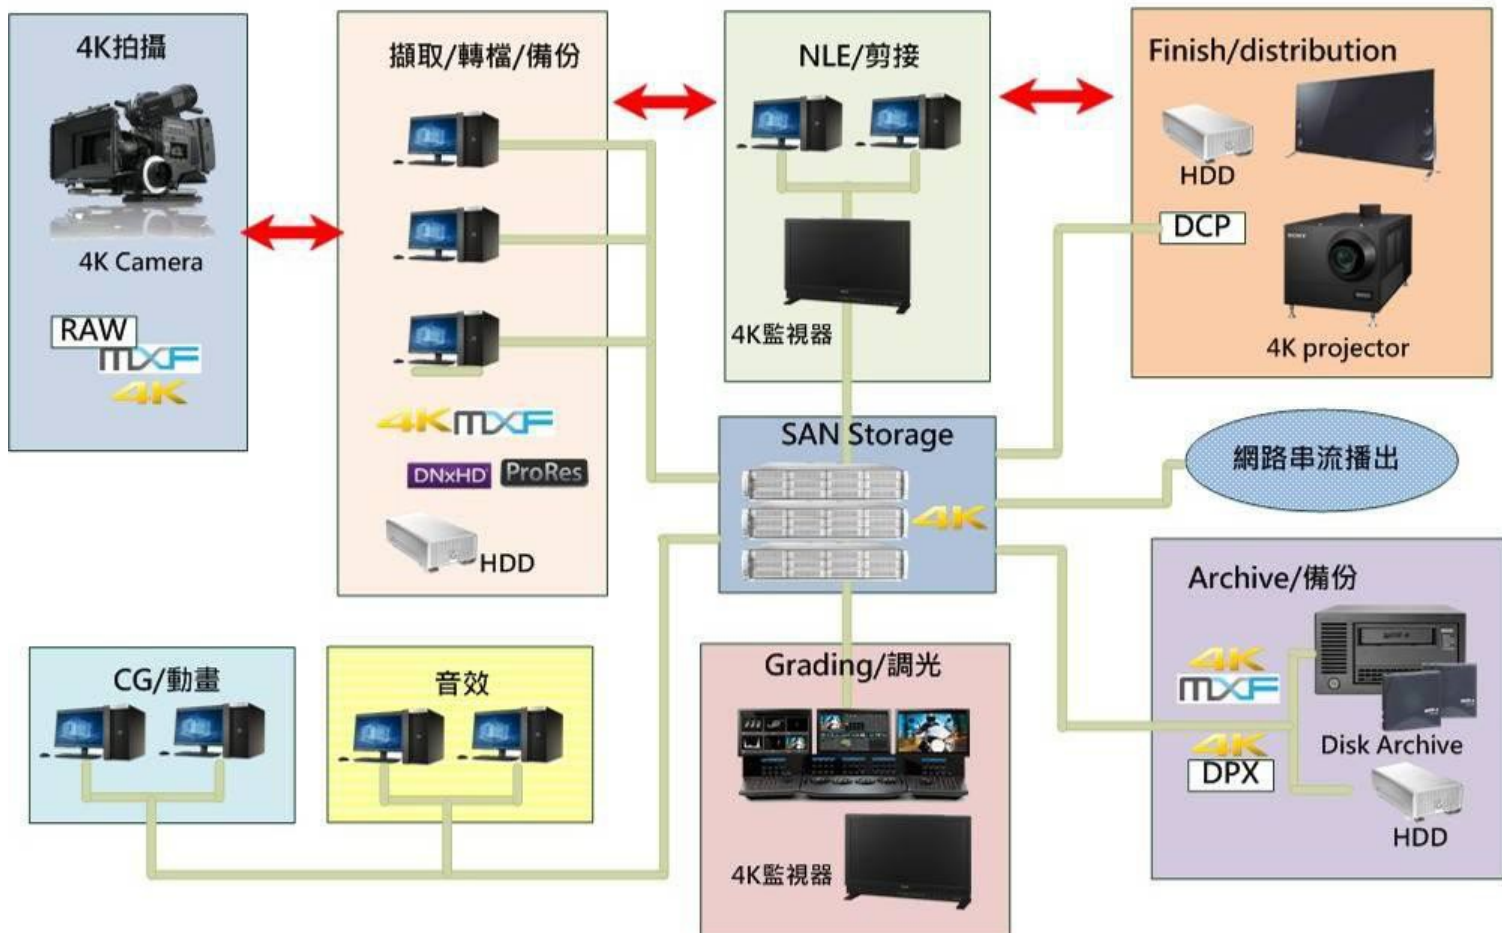 4K拍攝
4K Camera
RAW
MXF
4K
擷取/轉檔/備份
4K MXF
DNxHD
ProRes
HDD
NLE/剪接
4K監視器
Finish/distribution
HDD
DCP
SONY
4K projector
SAN Storage
4K
網路串流播出
Archive/備份
4K
MXF
4K
DPX
Disk Archive
HDD
CG/動畫
音效
Grading/調光
4K監視器